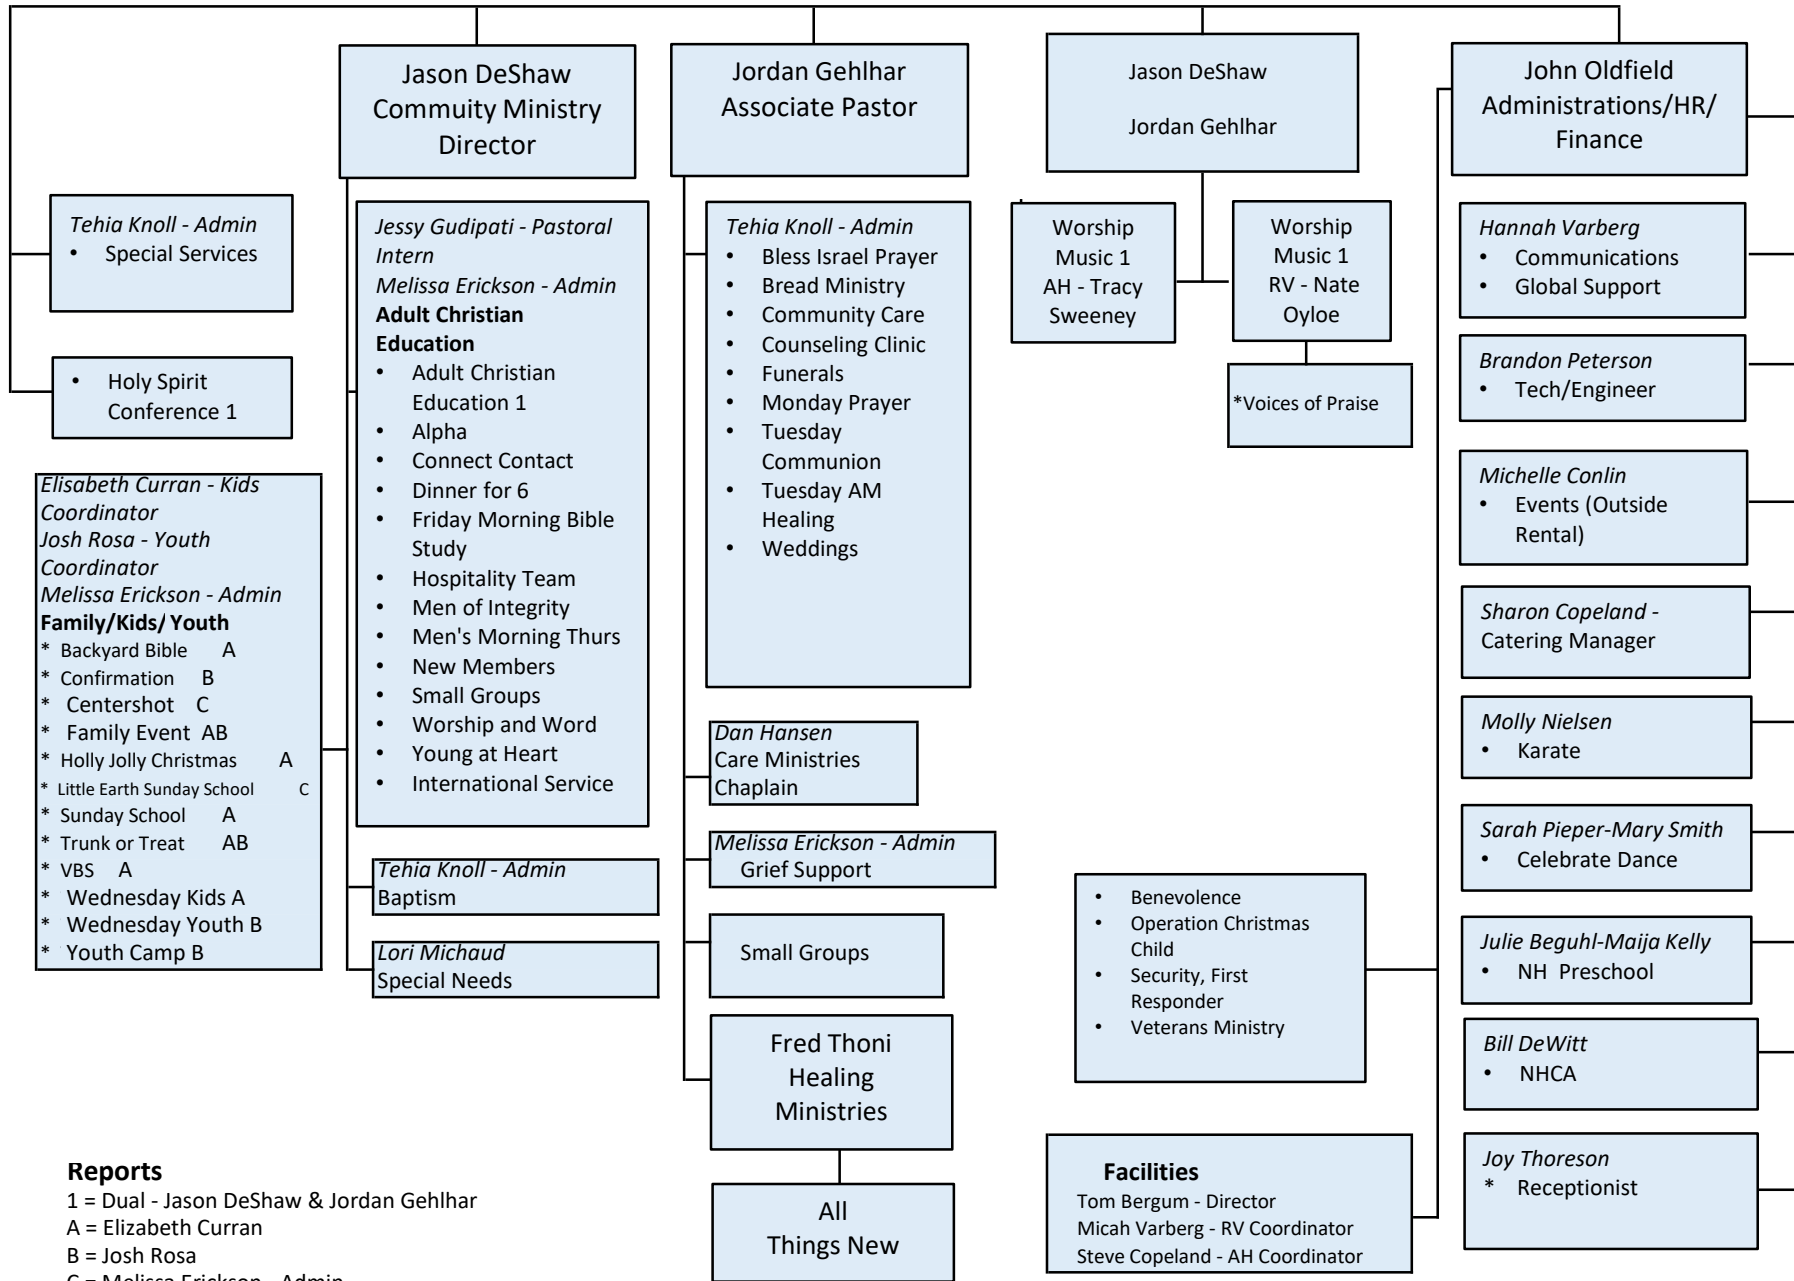 Jason DeShaw
Commuity Ministry
Director
Jordan Gehlhar
Associate Pastor
Jason DeShaw
Jordan Gehlhar
John Oldfield
Administrations/HR/
Finance
Tehia Knoll - Admin
• Special Services
• Holy Spirit
Conference 1
Elisabeth Curran - Kids
Coordinator
Josh Rosa - Youth
Coordinator
Melissa Erickson - Admin
Family/Kids/ Youth
* Backyard Bible A
* Confirmation B
* Centershot C
* Family Event AB
* Holly Jolly Christmas A
* Little Earth Sunday School C
* Sunday School A
* Trunk or Treat AB
* VBS A
* Wednesday Kids A
* Wednesday Youth B
* Youth Camp B
Jessy Gudipati - Pastoral
Intern
Melissa Erickson - Admin
Adult Christian
Education
• Adult Christian
Education 1
• Alpha
• Connect Contact
• Dinner for 6
• Friday Morning Bible
Study
• Hospitality Team
• Men of Integrity
• Men's Morning Thurs
• New Members
• Small Groups
• Worship and Word
• Young at Heart
• International Service
Tehia Knoll - Admin
Baptism
Lori Michaud
Special Needs
Tehia Knoll - Admin
• Bless Israel Prayer
• Bread Ministry
• Community Care
• Counseling Clinic
• Funerals
• Monday Prayer
• Tuesday
Communion
• Tuesday AM
Healing
• Weddings
Dan Hansen
Care Ministries
Chaplain
Melissa Erickson - Admin
Grief Support
Small Groups
Fred Thoni
Healing
Ministries
All
Things New
Worship
Music 1
AH - Tracy
Sweeney
Worship
Music 1
RV - Nate
Oyloe
*Voices of Praise
• Benevolence
• Operation Christmas
Child
• Security, First
Responder
• Veterans Ministry
Facilities
Tom Bergum - Director
Micah Varberg - RV Coordinator
Steve Copeland - AH Coordinator
Hannah Varberg
• Communications
• Global Support
Brandon Peterson
• Tech/Engineer
Michelle Conlin
• Events (Outside
Rental)
Sharon Copeland -
Catering Manager
Molly Nielsen
• Karate
Sarah Pieper-Mary Smith
• Celebrate Dance
Julie Beguhl-Maija Kelly
• NH Preschool
Bill DeWitt
• NHCA
Joy Thoreson
* Receptionist
Reports
1 = Dual - Jason DeShaw & Jordan Gehlhar
A = Elizabeth Curran
B = Josh Rosa
C = Melissa Erickson - Admin